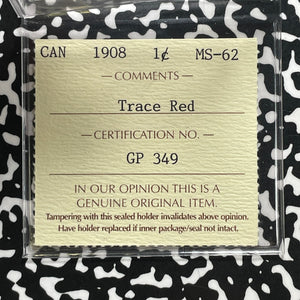 CAN 1908 1¢ MS-62
— COMMENTS —
Trace Red
— CERTIFICATION NO. —
GP 349
IN OUR OPINION THIS IS A
GENUINE ORIGINAL ITEM.
Tampering with this sealed holder invalidates above opinion.
Have holder replaced if inner package/seal not intact.